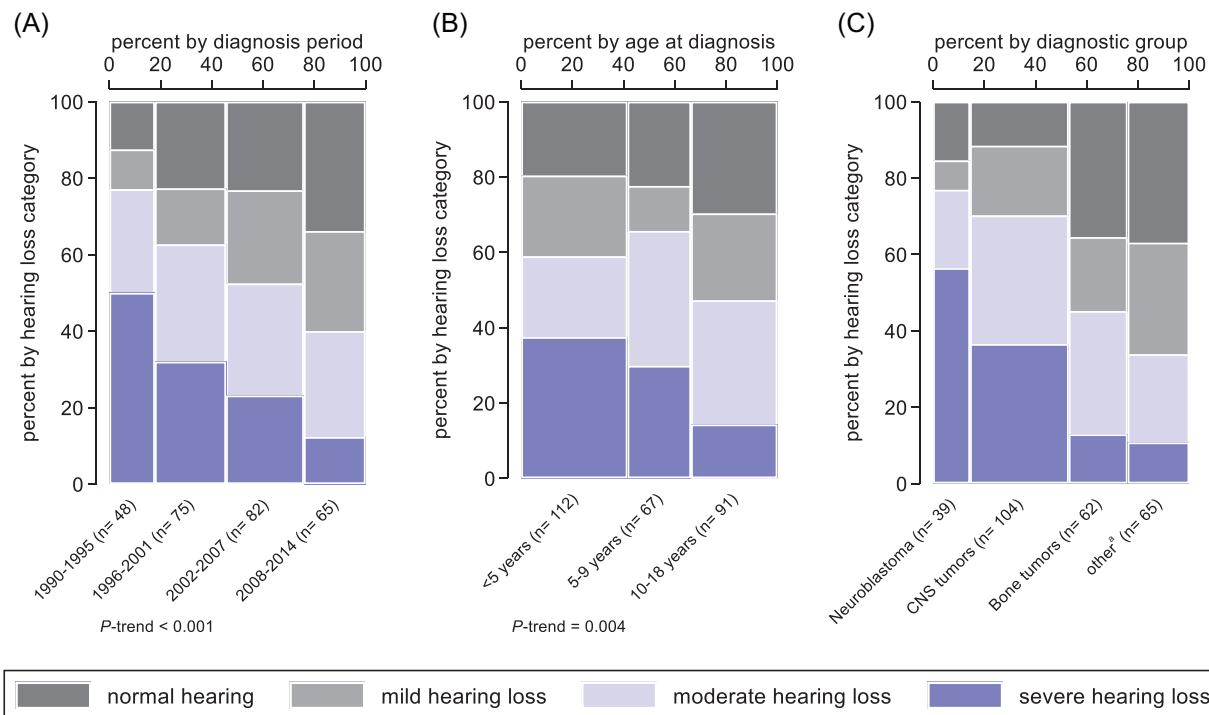 (A)
percent by diagnosis period
0 20 40 60 80 100
percent by hearing loss category
100
80
60
40
20
0
1990-1995 (n= 48)
1996-2001 (n= 75)
2002-2007 (n= 82)
2008-2014 (n= 65)
P-trend < 0.001
(B)
percent by age at diagnosis
0 20 40 60 80 100
percent by hearing loss category
100
80
60
40
20
0
<5 years (n= 112)
5-9 years (n= 67)
10-18 years (n= 91)
P-trend = 0.004
(C)
percent by diagnostic group
0 20 40 60 80 100
percent by hearing loss category
100
80
60
40
20
0
Neuroblastoma (n= 39)
CNS tumors (n= 104)
Bone tumors (n= 62)
other<sup>a</sup> (n= 65)
normal hearing
mild hearing loss
moderate hearing loss
severe hearing loss